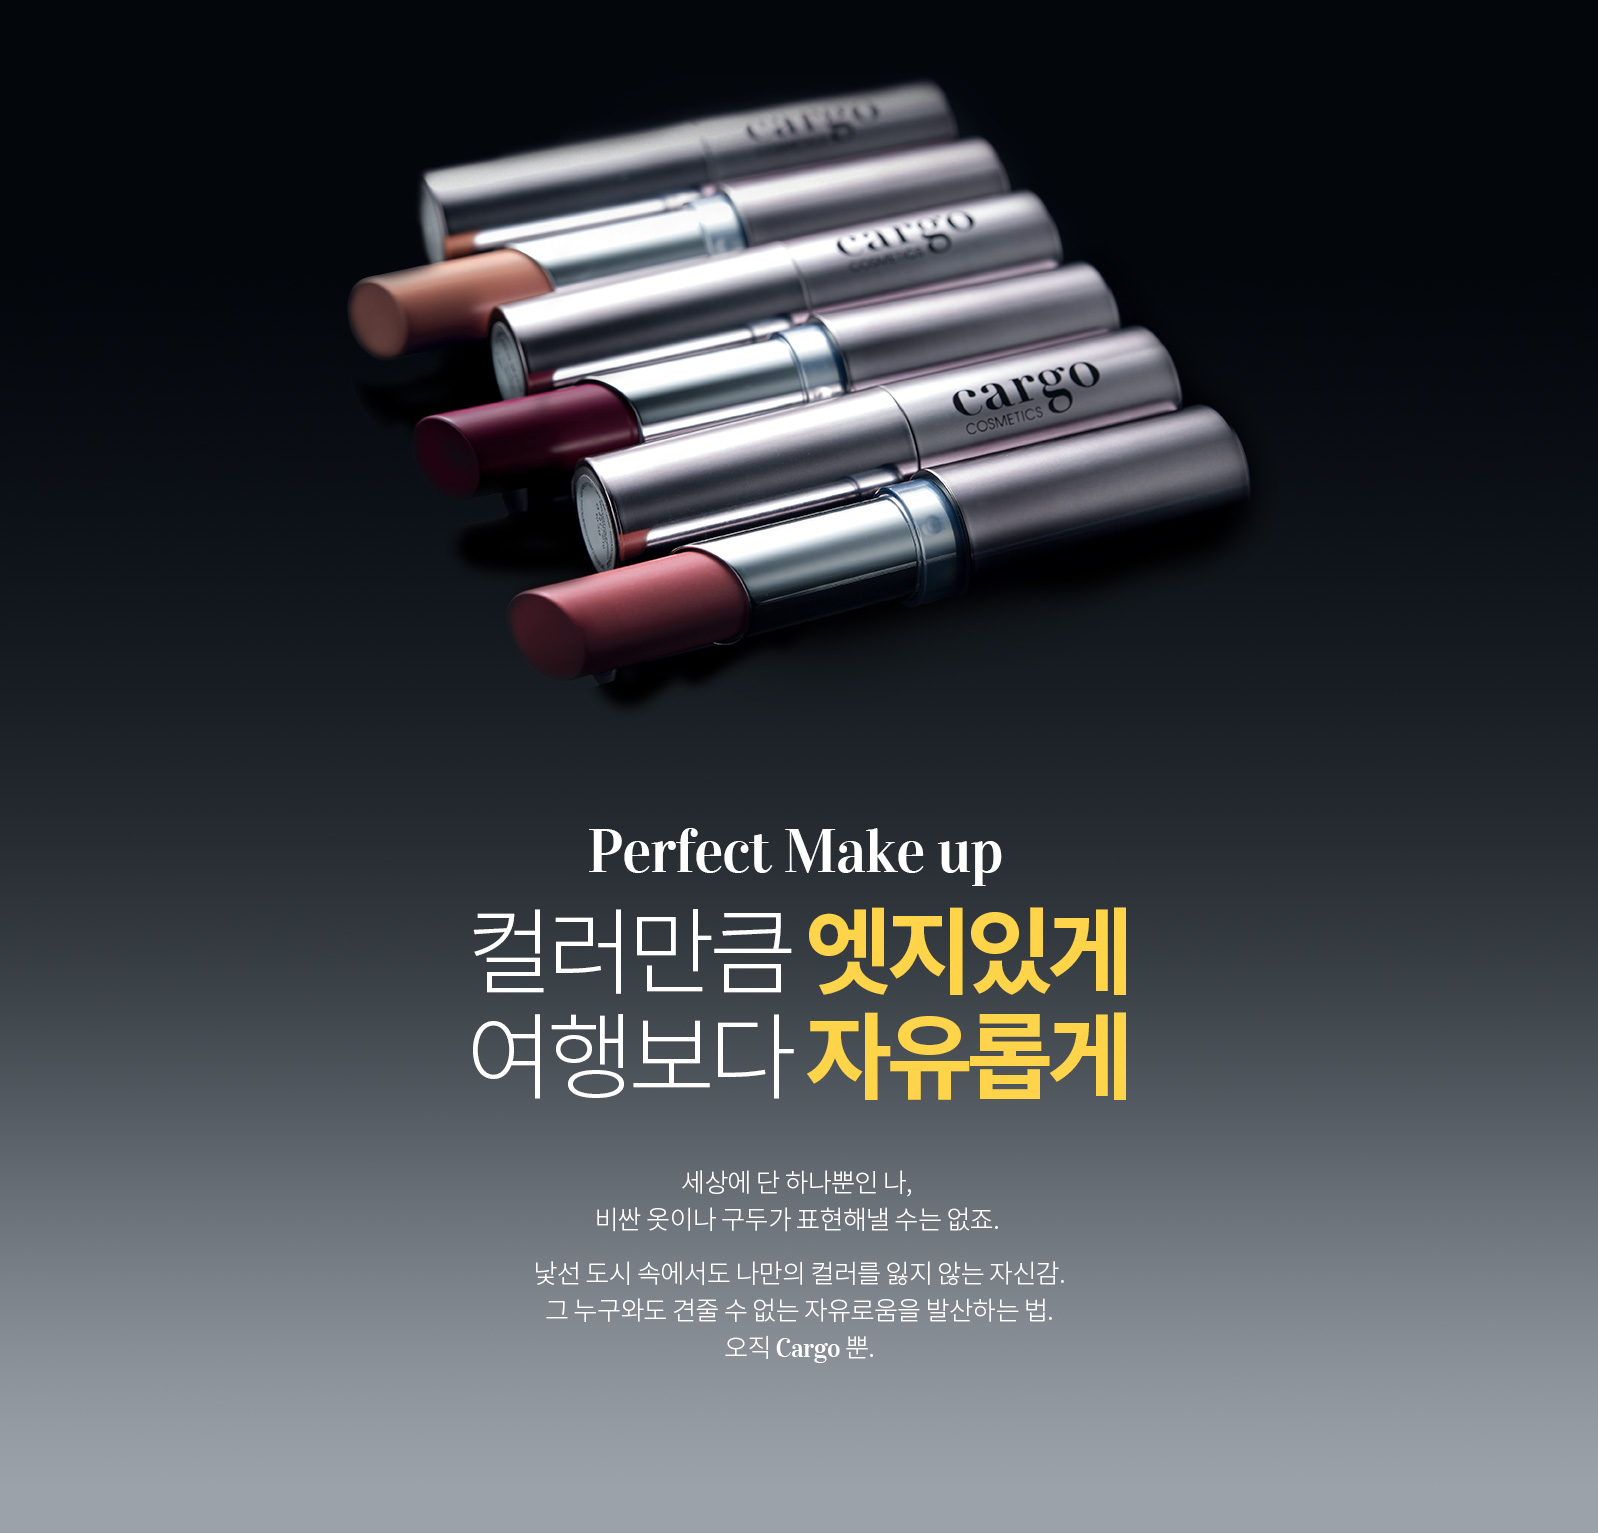 cargo
cargo
COSMETICS
cargo
COSMETICS
Perfect Make up
컬러만큼 엣지있게
여행보다 자유롭게
세상에 단 하나뿐인 나,
비싼 옷이나 구두가 표현해낼 수는 없죠.
낯선 도시 속에서도 나만의 컬러를 잃지 않는 자신감.
그 누구와도 견줄 수 없는 자유로움을 발산하는 법.
오직 Cargo 뿐.